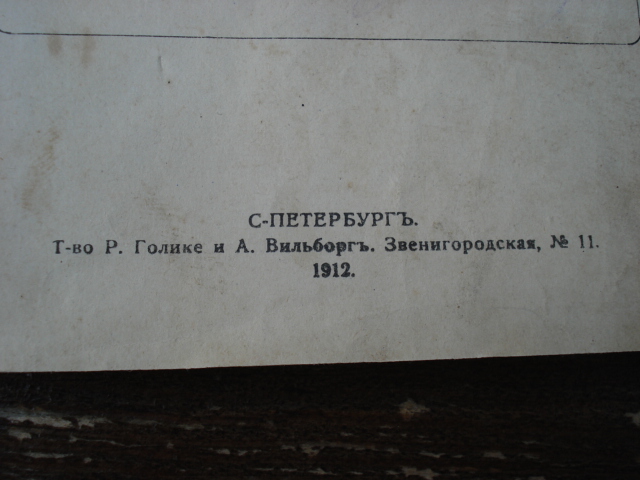 С-ПЕТЕРБУРГЪ.
Т-во Р. Голике и А. Вильборгъ. Звенигородская, № 11.
1912.